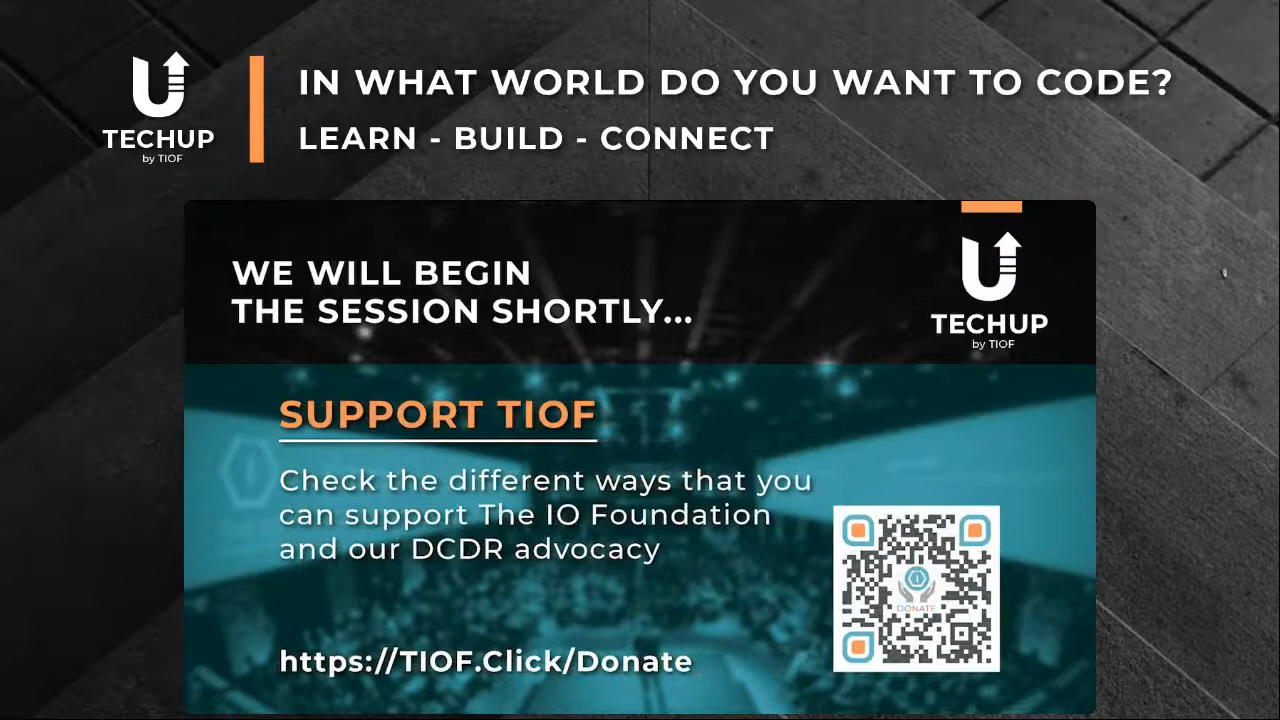 TECHUP
by TIOF
IN WHAT WORLD DO YOU WANT TO CODE?
LEARN - BUILD - CONNECT
WE WILL BEGIN
THE SESSION SHORTLY...
TECHUP
by TIOF
SUPPORT TIOF
Check the different ways that you
can support The IO Foundation
and our DCDR advocacy
DONATE
https://TIOF.Click/Donate